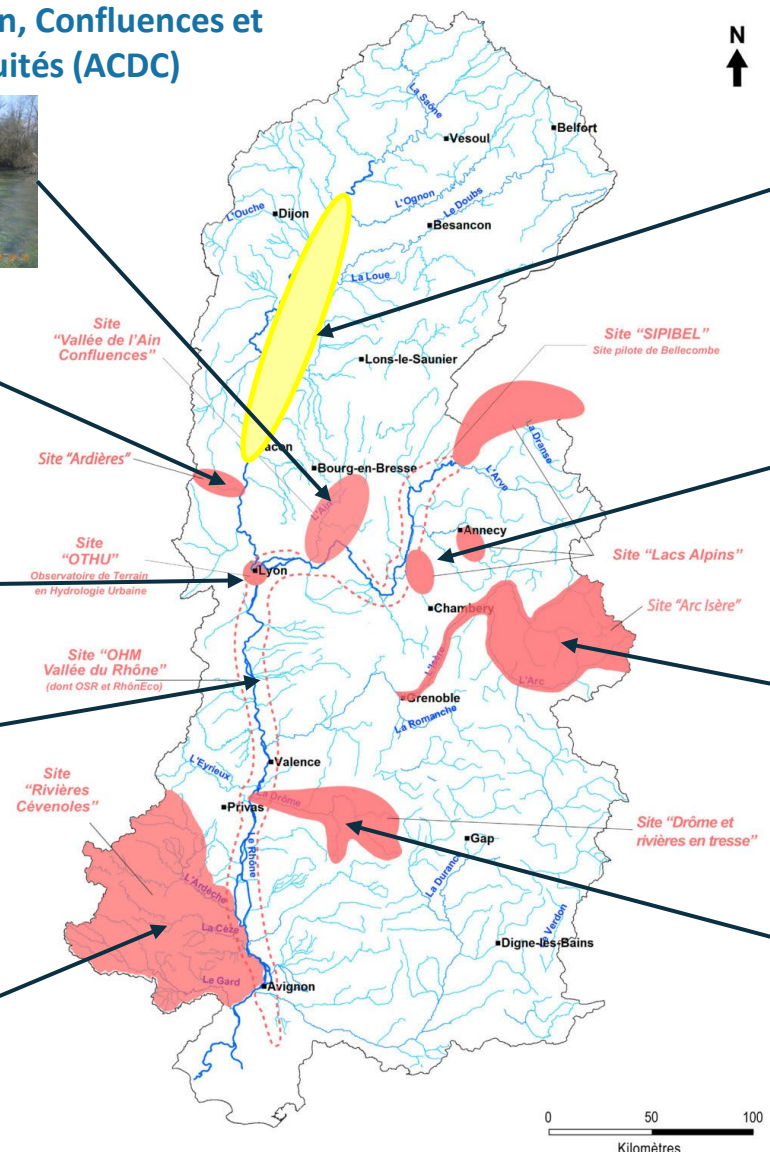 n, Confluences et
uités (ACDC)
N
La Saône
Vesoul
Belfort
L'Ognon
Le Doubs
L'Ouche
Dijon
Besancon
La Loue
Site
"Vallée de l'Ain
Confluences"
Lons-le-Saunier
Site "SIPIBEL"
Site pilote de Bellecombe
La Dranse
acon
Site "Ardières"
Bourg-en-Bresse
L'Arve
L'Ain
Site
"OTHU"
Observatoire de Terrain
en Hydrologie Urbaine
Lyon
Annecy
Site "Lacs Alpins"
Chambery
Site "Arc Isère"
L'Isère
L'Arc
Site "OHM
Vallée du Rhône"
(dont OSR et RhônEco)
Grenoble
La Romanche
Valence
L'Eyrieux
Site
"Rivières
Cévenoles"
Privas
La Drôme
Site "Drôme et
rivières en tresse"
Gap
Le Rhône
La Duranc
L'Ardèche
La Cèze
Verdon
Digne-les-Bains
Le Gard
Avignon
0 50 100
Kilomètres